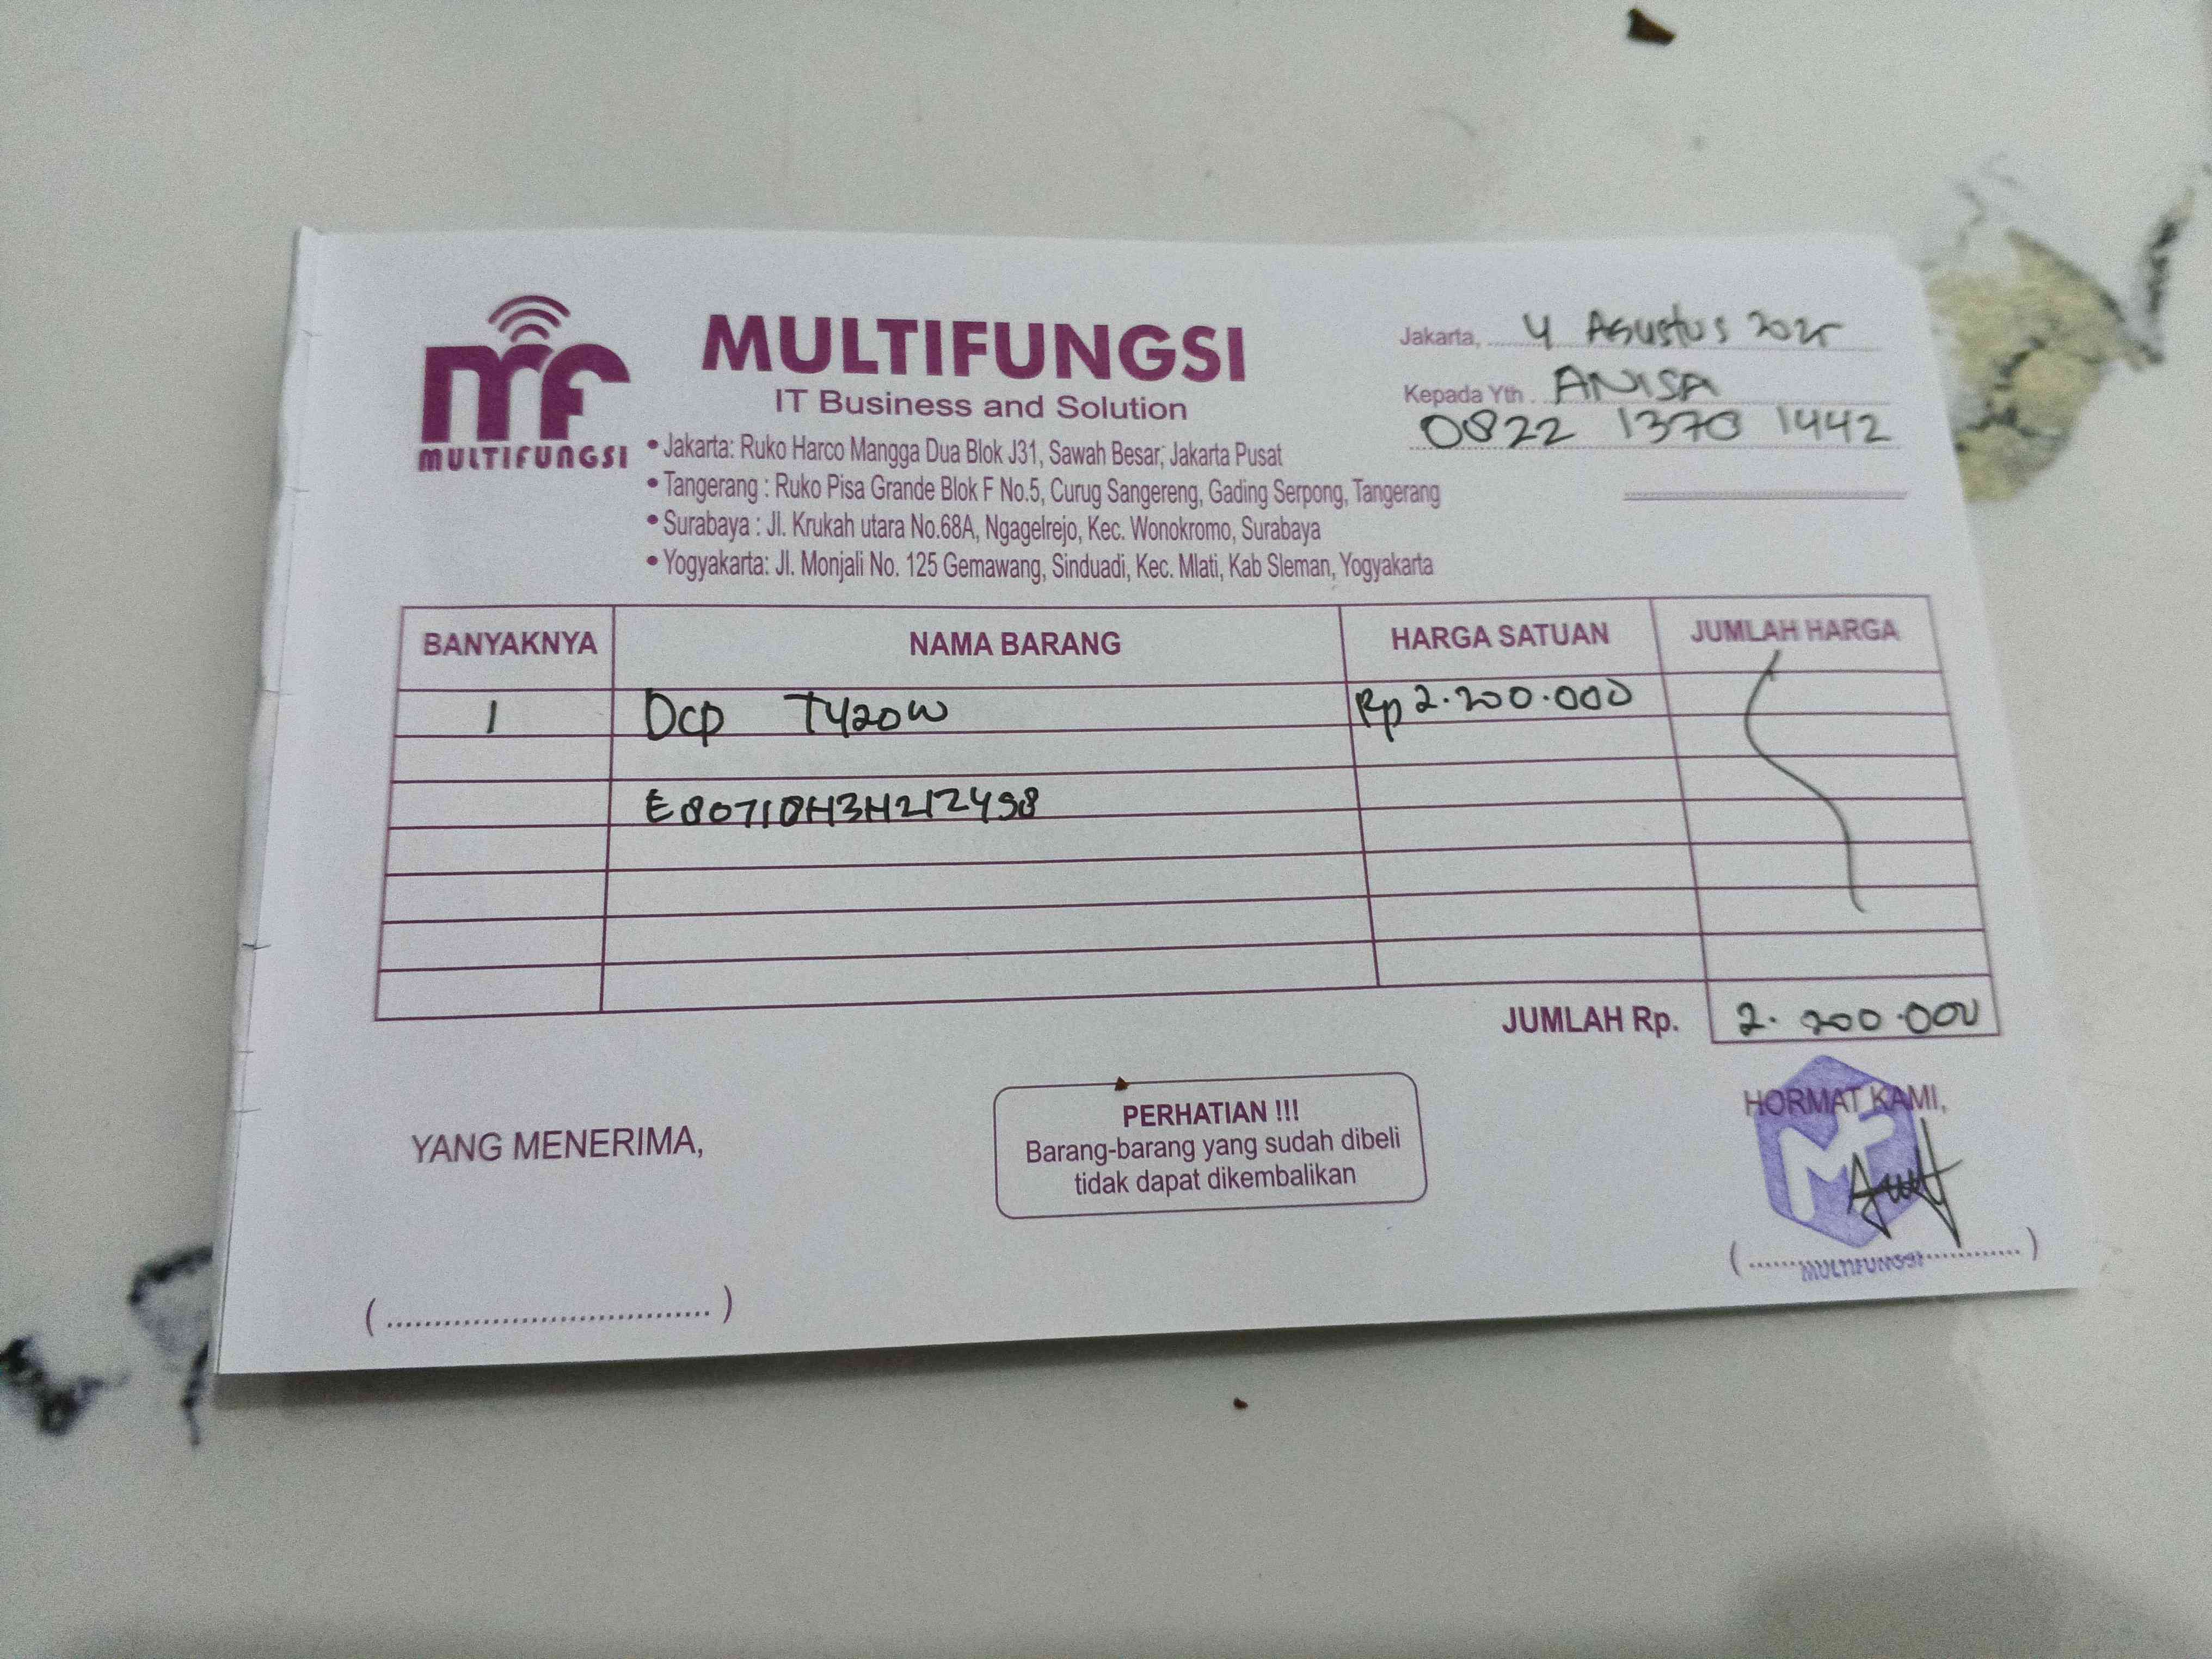 MULTIFUNGSI
MULTIFUNGSI
IT Business and Solution
• Jakarta: Ruko Harco Mangga Dua Blok J31, Sawah Besar, Jakarta Pusat
• Tangerang : Ruko Pisa Grande Blok F No.5, Curug Sangereng, Gading Serpong, Tangerang
• Surabaya : Jl. Krukah utara No.68A, Ngagelrejo, Kec. Wonokromo, Surabaya
• Yogyakarta: Jl. Monjali No. 125 Gemawang, Sinduadi, Kec. Mlati, Kab Sleman, Yogyakarta
Jakarta, 4 Agustus 2025
Kepada Yth. ANISA
0822 1370 1442
BANYAKNYA NAMA BARANG HARGA SATUAN JUMLAH HARGA
1 Dcp T420W Rp 2.200.000
E80710H3H212498
JUMLAH Rp. 2.200.000
YANG MENERIMA,
PERHATIAN !!!
Barang-barang yang sudah dibeli
tidak dapat dikembalikan
HORMAT KAMI,
MF
MULTIFUNGSI